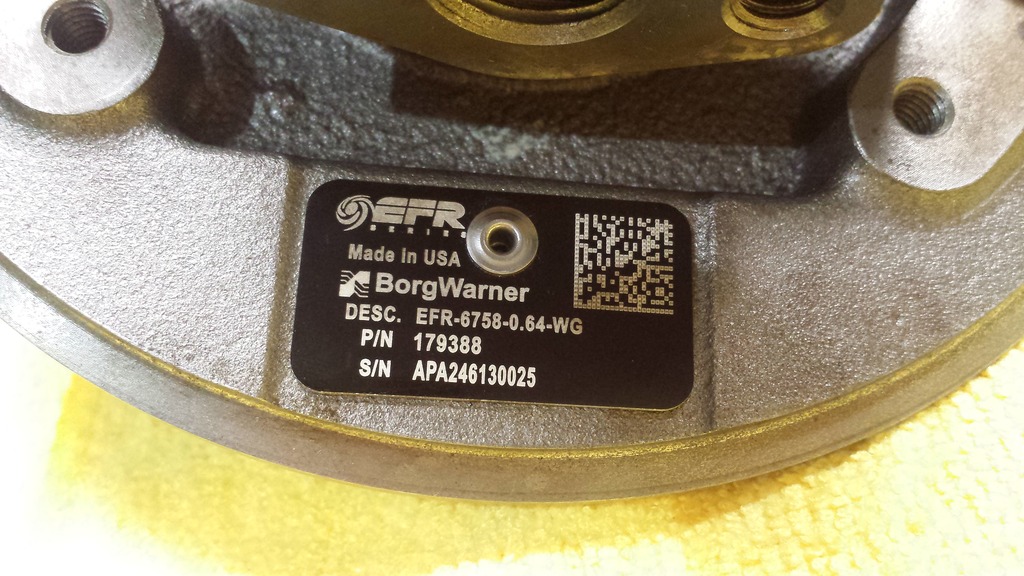 EFR
SERIES
Made in USA
BorgWarner
DESC. EFR-6758-0.64-WG
P/N 179388
S/N APA246130025